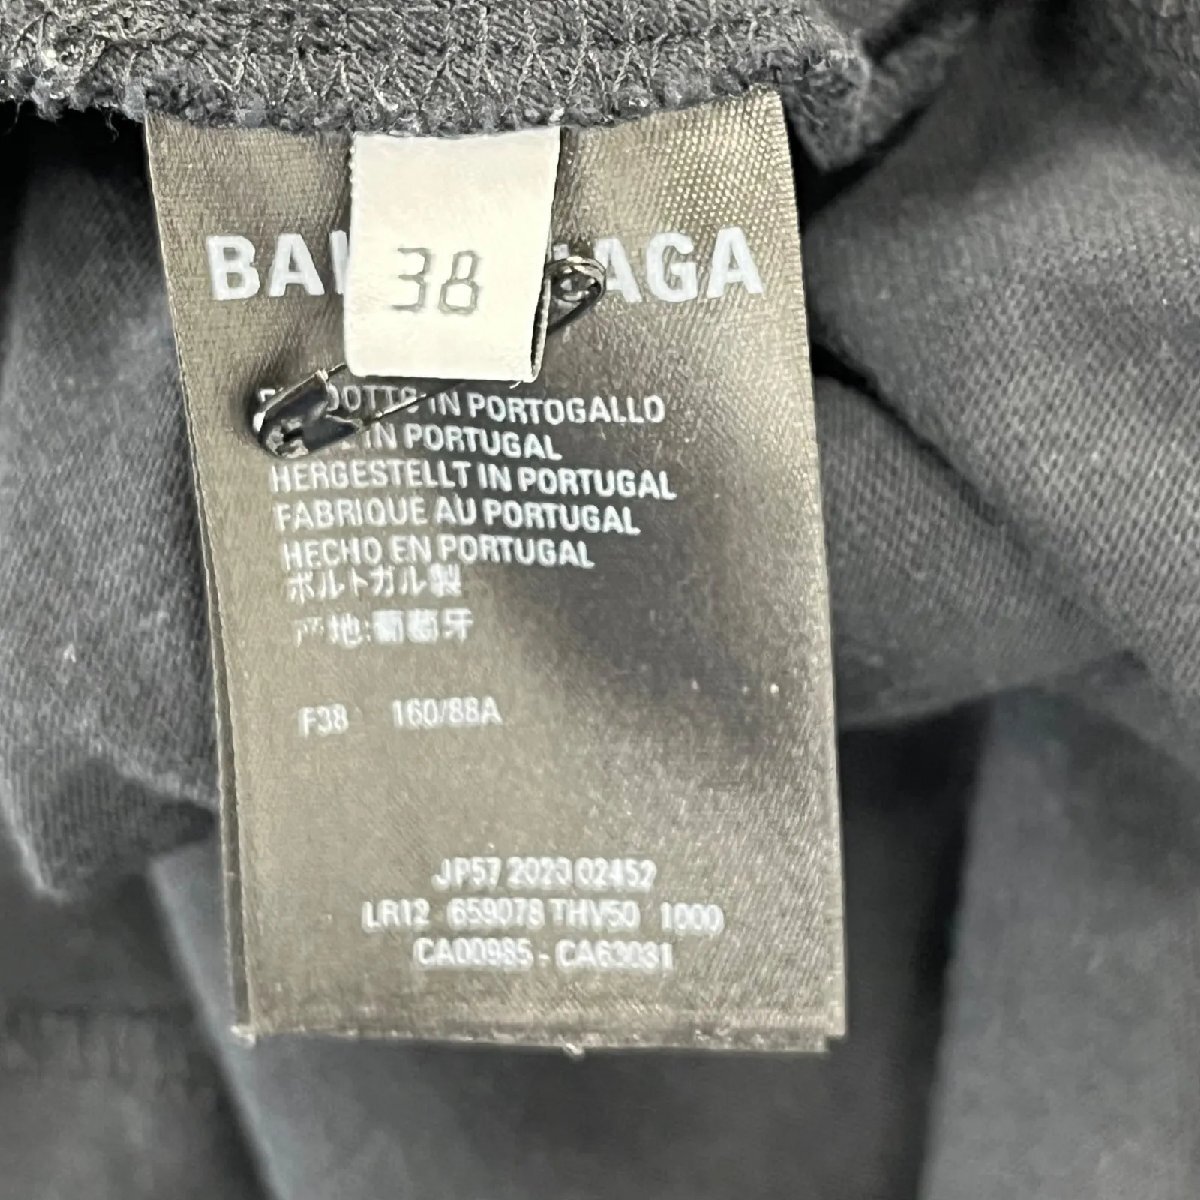 BA AGA
38
DOTTO IN PORTOGALLO
IN PORTUGAL
HERGESTELLT IN PORTUGAL
FABRIQUE AU PORTUGAL
HECHO EN PORTUGAL
ポルトガル製
产地:葡萄牙
F38 160/88A
JP57 2023 02452
LR12 659078 THV50 1000
CA00985 - CA63031